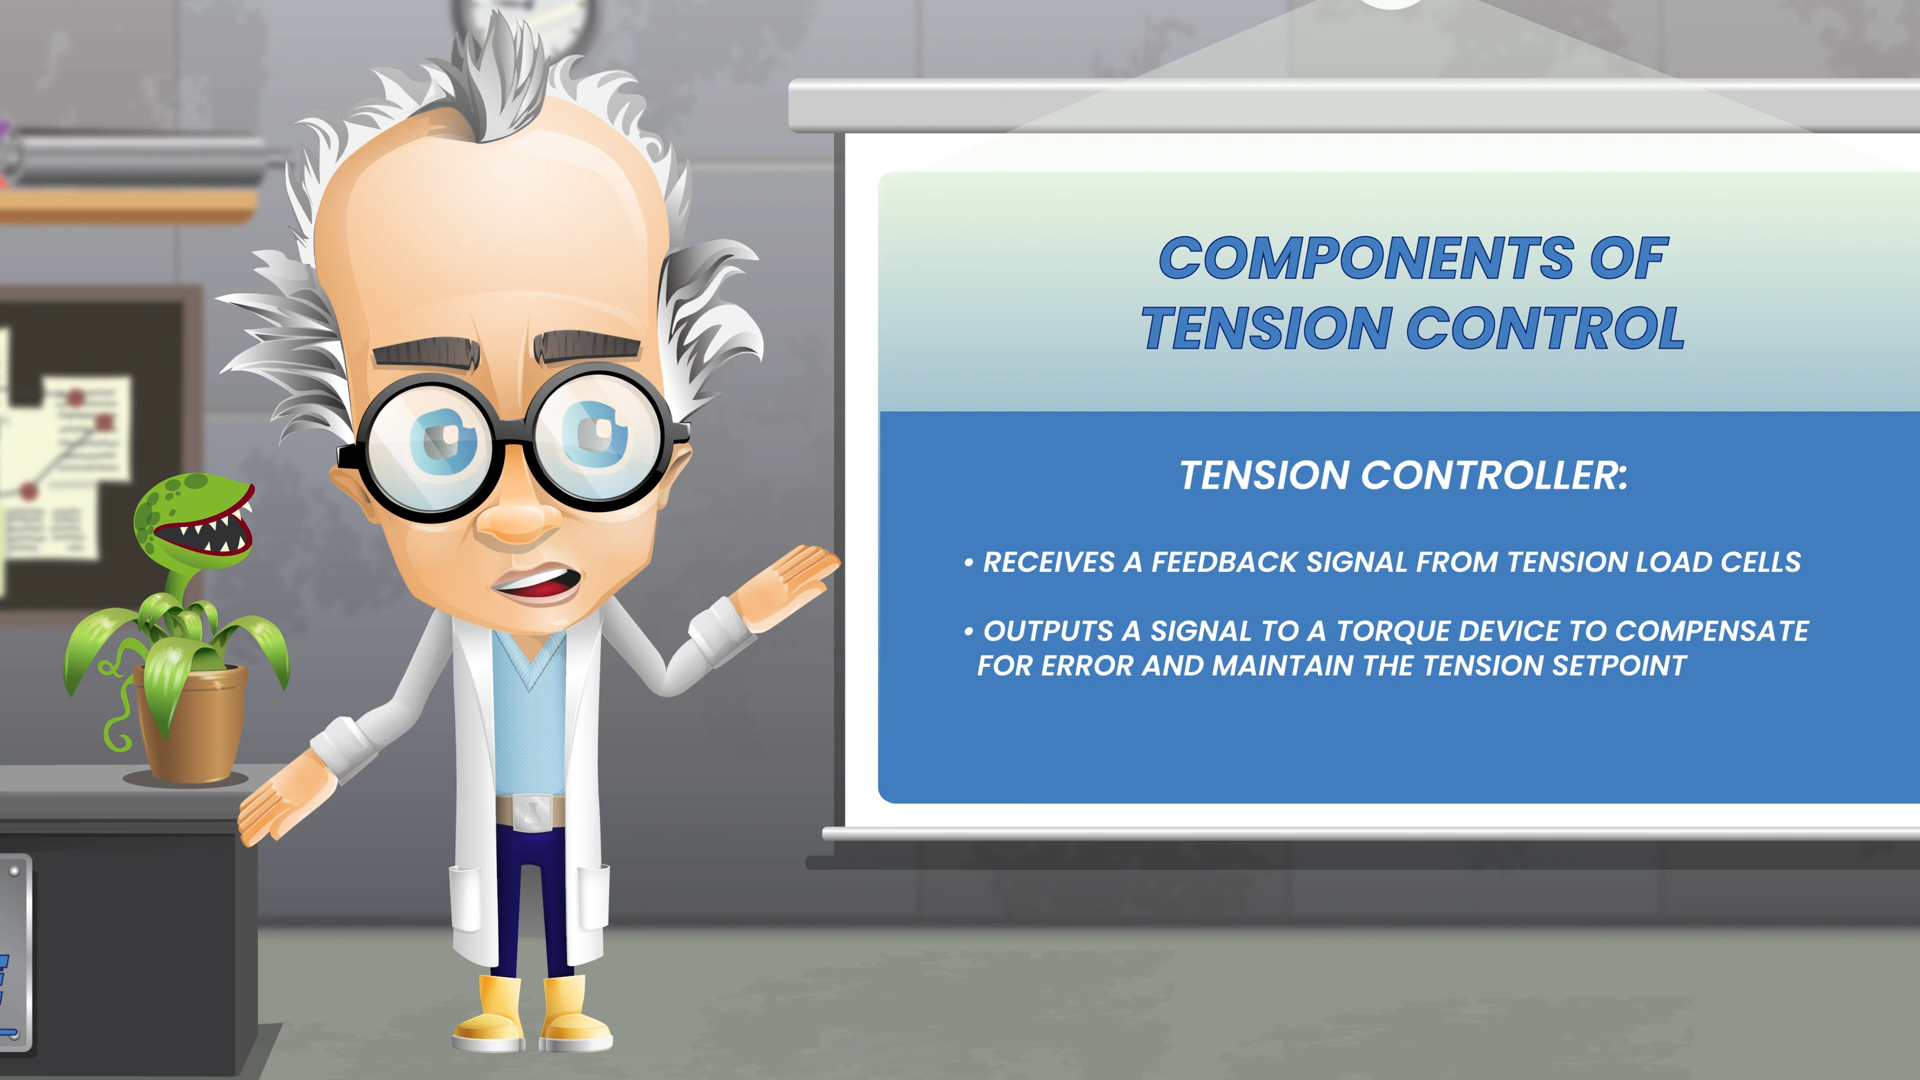 COMPONENTS OF
TENSION CONTROL
TENSION CONTROLLER:
• RECEIVES A FEEDBACK SIGNAL FROM TENSION LOAD CELLS
• OUTPUTS A SIGNAL TO A TORQUE DEVICE TO COMPENSATE
FOR ERROR AND MAINTAIN THE TENSION SETPOINT